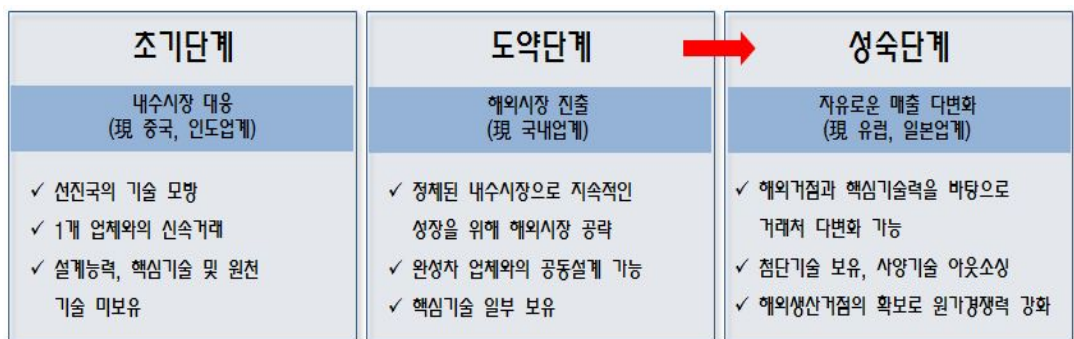 초기단계
내수시장 대응
(現 중국, 인도업계)
✓ 선진국의 기술 모방
✓ 1개 업체와의 신속거래
✓ 설계능력, 핵심기술 및 원천
기술 미보유
도약단계
해외시장 진출
(現 국내업계)
✓ 정체된 내수시장으로 지속적인
성장을 위해 해외시장 공략
✓ 완성차 업체와의 공동설계 가능
✓ 핵심기술 일부 보유
성숙단계
자유로운 매출 다변화
(現 유럽, 일본업계)
✓ 해외거점과 핵심기술력을 바탕으로
거래처 다변화 가능
✓ 첨단기술 보유, 사양기술 아웃소싱
✓ 해외생산거점의 확보로 원가경쟁력 강화